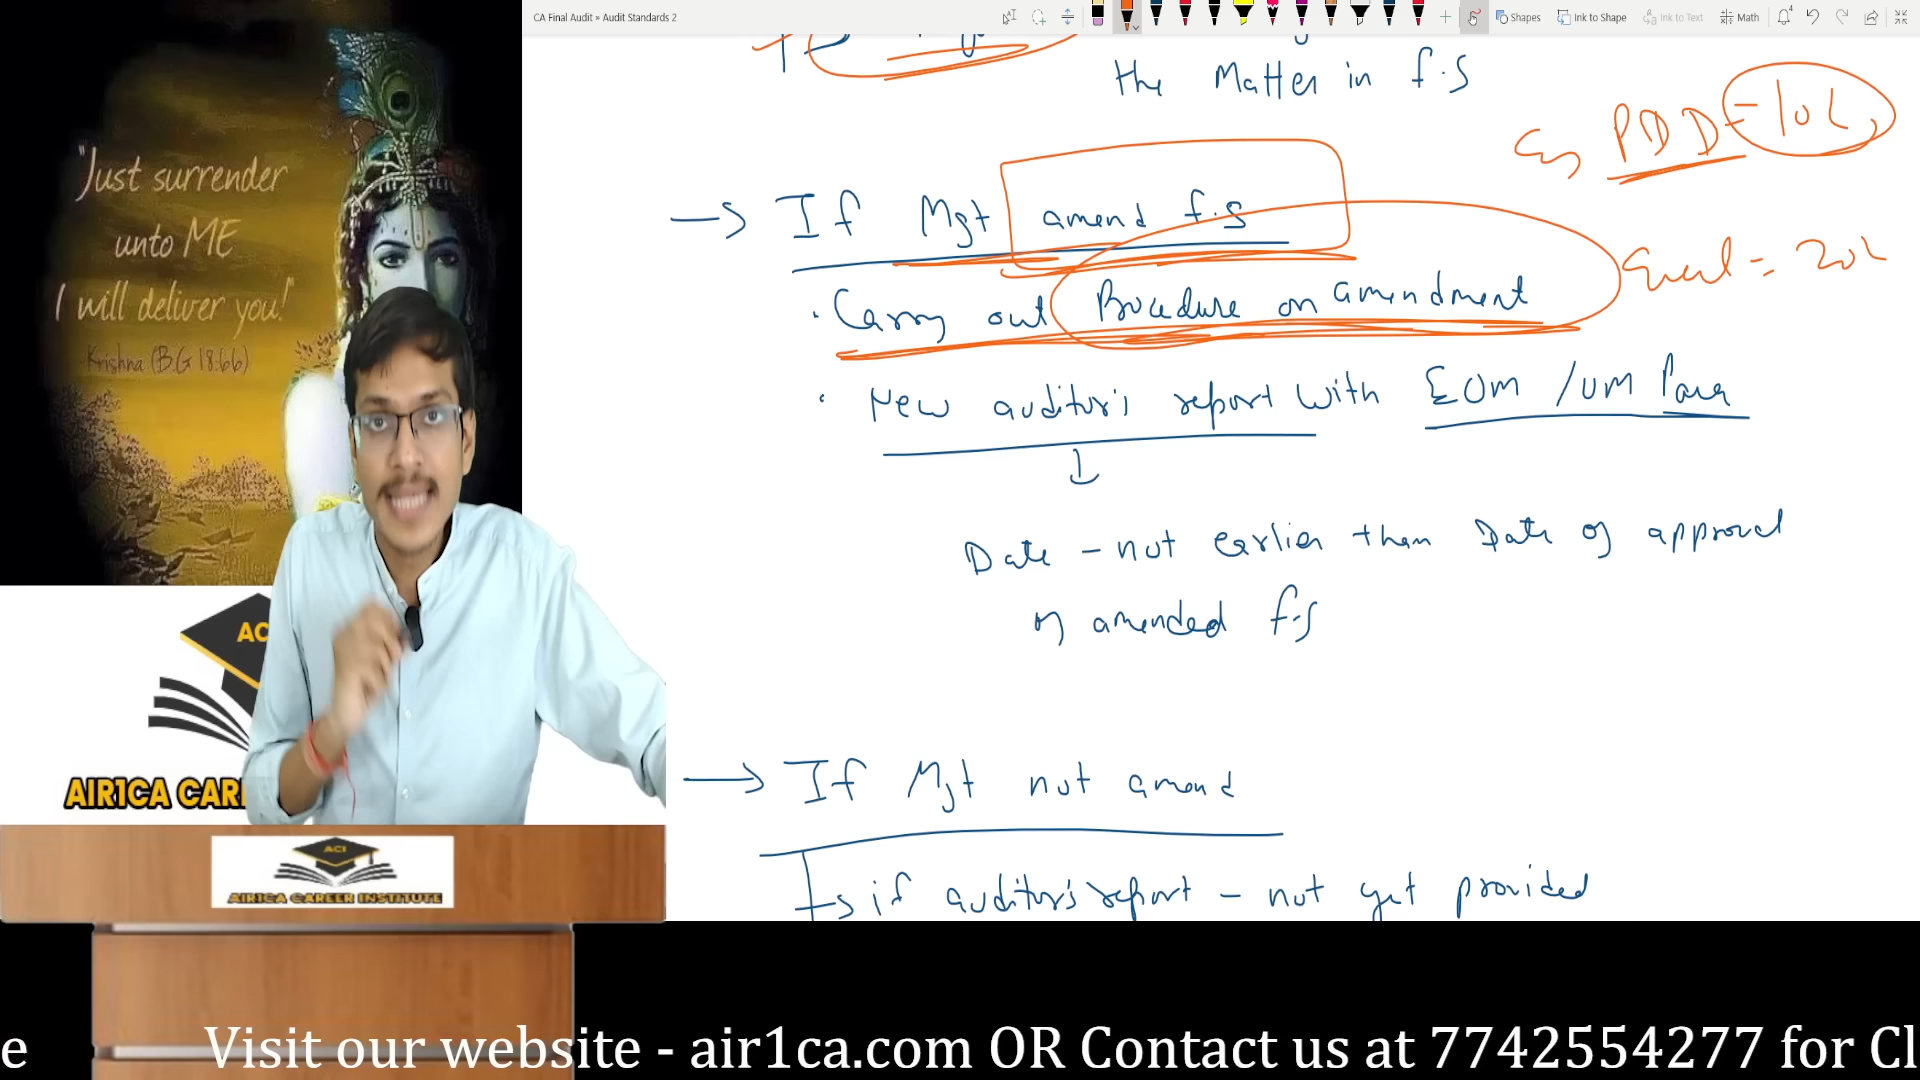 CA Final Audit » Audit Standards 2
Shapes
Ink to Shape
Ink to Text
Math
the Matter in f.S
Eg PDD = 10L,
→ If Mgt amend f.S
Event = 20L
• Carry out Procedure on amendment
• New auditor's report with EOM / OM Para
Date - not earlier than Date of approval
of amended f.S
→ If Mgt not amend
→ if auditor's report - not yet provided
"Just surrender
unto ME
I will deliver you!"
Krishna (B.G 18.66)
AC
AIR1CA CAR
ACI
AIR1CA CAREER INSTITUTE
e Visit our website - air1ca.com OR Contact us at 7742554277 for Cl